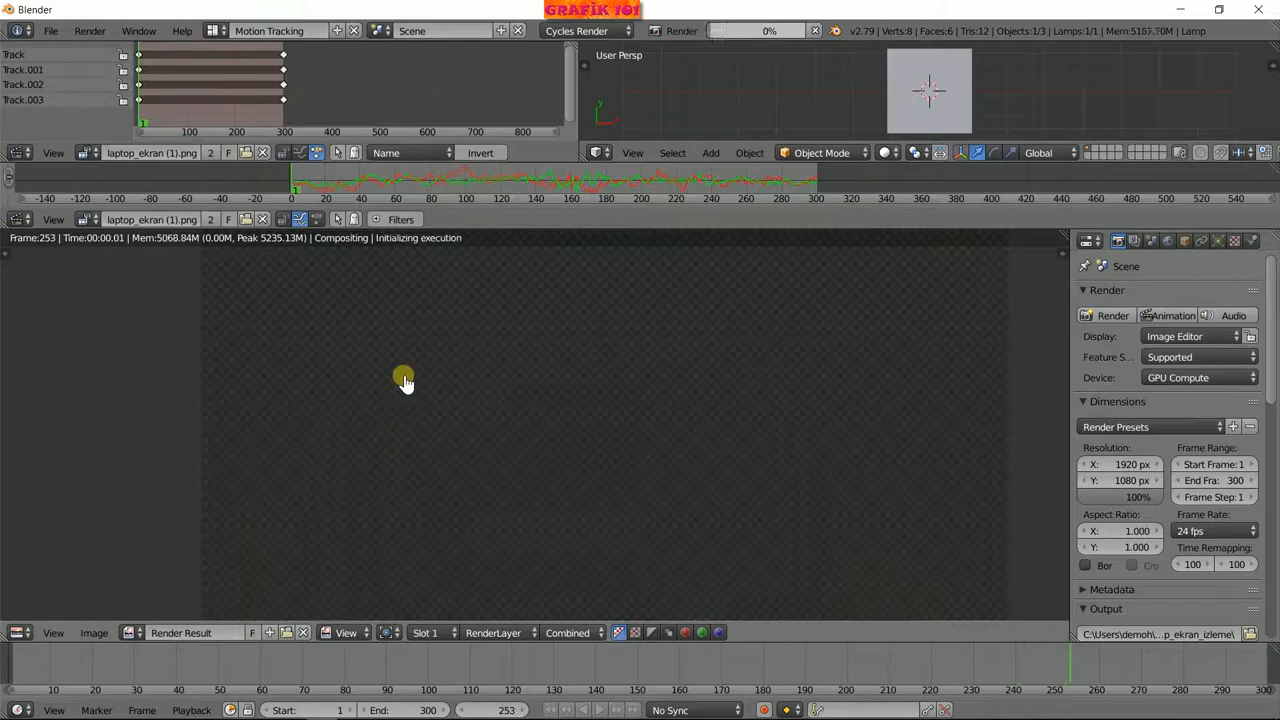 Blender
GRAFİK 101
File Render Window Help Motion Tracking Scene Cycles Render Render 0% v2.79 | Verts:8 | Faces:6 | Tris:12 | Objects:1/3 | Lamps:1/1 | Mem:5167.70M | Lamp
Track
Track.001
Track.002
Track.003
User Persp
y
x
1
100 200 300 400 500 600 700 800
View laptop_ekran (1).png 2 F Name Invert
View Select Add Object Object Mode Global
1
-140 -120 -100 -80 -60 -40 -20 0 20 40 60 80 100 120 140 160 180 200 220 240 260 280 300 320 340 360 380 400 420 440 460 480 500 520 540
View laptop_ekran (1).png 2 F Filters
Frame:253 | Time:00:00.01 | Mem:5068.84M (0.00M, Peak 5235.13M) | Compositing | Initializing execution
Scene
Render
Render Animation Audio
Display: Image Editor
Feature S... Supported
Device: GPU Compute
Dimensions
Render Presets
Resolution: Frame Range:
X: 1920 px Start Frame: 1
Y: 1080 px End Fra: 300
100% Frame Step: 1
Aspect Ratio: Frame Rate:
X: 1.000 24 fps
Y: 1.000 Time Remapping:
Bor Cro 100 100
Metadata
Output
C:\Users\demoh\...p_ekran_izleme\
View Image Render Result F View Slot 1 RenderLayer Combined
10 20 30 40 50 60 70 80 90 100 110 120 130 140 150 160 170 180 190 200 210 220 230 240 250 260 270 280 290 300
View Marker Frame Playback Start: 1 End: 300 253 No Sync